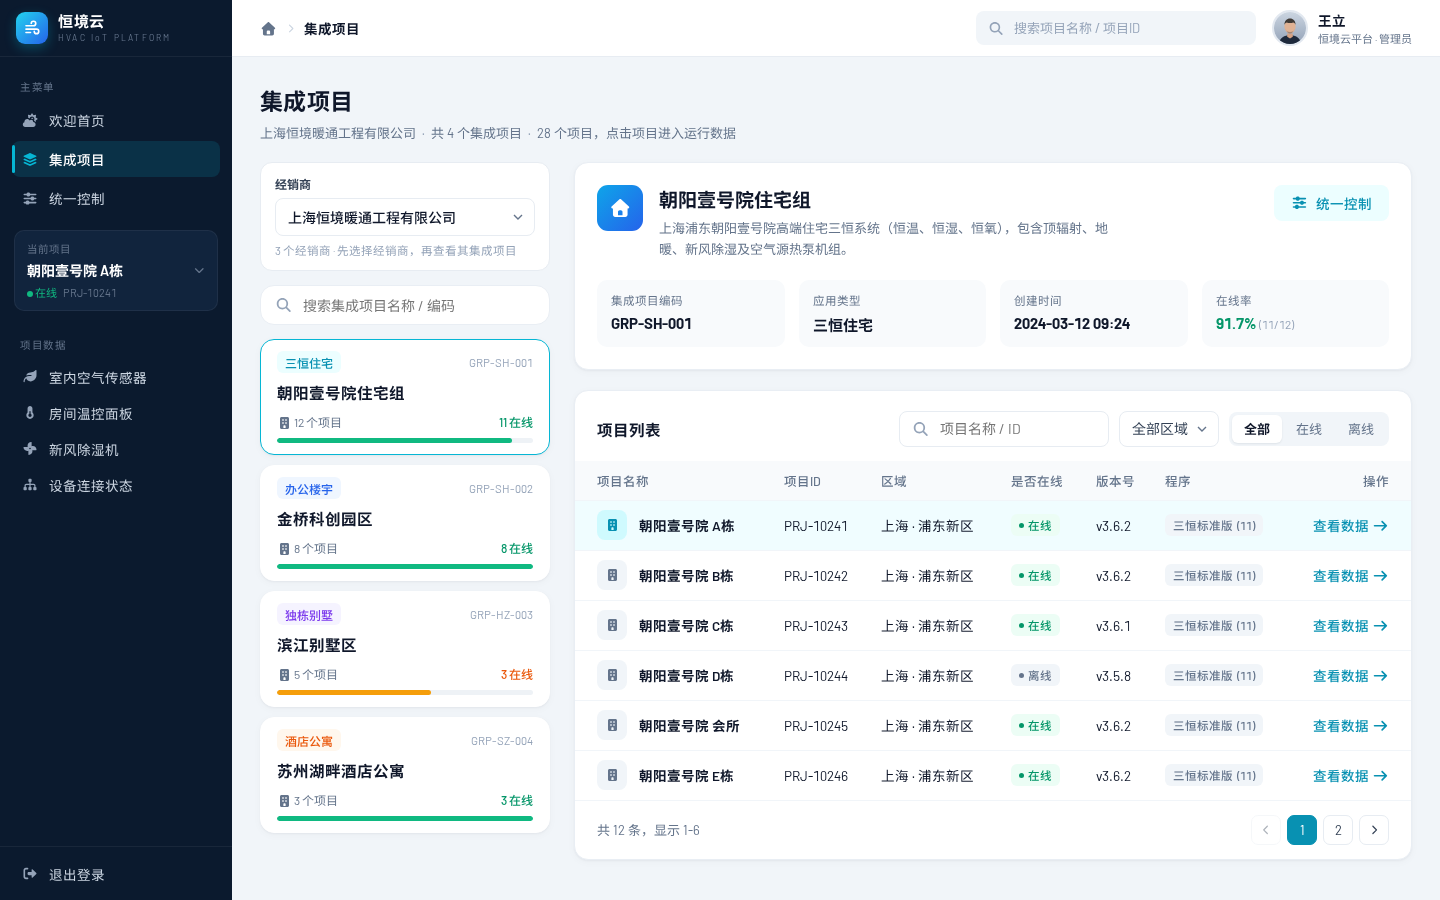 恒境云
HVAC IoT PLATFORM
主菜单
欢迎首页
集成项目
统一控制
当前项目
朝阳壹号院 A栋
在线 PRJ-10241
项目数据
室内空气传感器
房间温控面板
新风除湿机
设备连接状态
退出登录
集成项目
搜索项目名称 / 项目ID
王立
恒境云平台 · 管理员
集成项目
上海恒境暖通工程有限公司 · 共 4 个集成项目 · 28 个项目，点击项目进入运行数据
经销商
上海恒境暖通工程有限公司
3 个经销商 · 先选择经销商，再查看其集成项目
搜索集成项目名称 / 编码
三恒住宅 GRP-SH-001
朝阳壹号院住宅组
12 个项目 11 在线
办公楼宇 GRP-SH-002
金桥科创园区
8 个项目 8 在线
独栋别墅 GRP-HZ-003
滨江别墅区
5 个项目 3 在线
酒店公寓 GRP-SZ-004
苏州湖畔酒店公寓
3 个项目 3 在线
朝阳壹号院住宅组
统一控制
上海浦东朝阳壹号院高端住宅三恒系统（恒温、恒湿、恒氧），包含顶辐射、地
暖、新风除湿及空气源热泵机组。
集成项目编码
GRP-SH-001
应用类型
三恒住宅
创建时间
2024-03-12 09:24
在线率
91.7% (11/12)
项目列表
项目名称 / ID
全部区域
全部 在线 离线
项目名称 项目ID 区域 是否在线 版本号 程序 操作
朝阳壹号院 A栋 PRJ-10241 上海 · 浦东新区 在线 v3.6.2 三恒标准版 (11) 查看数据
朝阳壹号院 B栋 PRJ-10242 上海 · 浦东新区 在线 v3.6.2 三恒标准版 (11) 查看数据
朝阳壹号院 C栋 PRJ-10243 上海 · 浦东新区 在线 v3.6.1 三恒标准版 (11) 查看数据
朝阳壹号院 D栋 PRJ-10244 上海 · 浦东新区 离线 v3.5.8 三恒标准版 (11) 查看数据
朝阳壹号院 会所 PRJ-10245 上海 · 浦东新区 在线 v3.6.2 三恒标准版 (11) 查看数据
朝阳壹号院 E栋 PRJ-10246 上海 · 浦东新区 在线 v3.6.2 三恒标准版 (11) 查看数据
共 12 条，显示 1-6
1 2